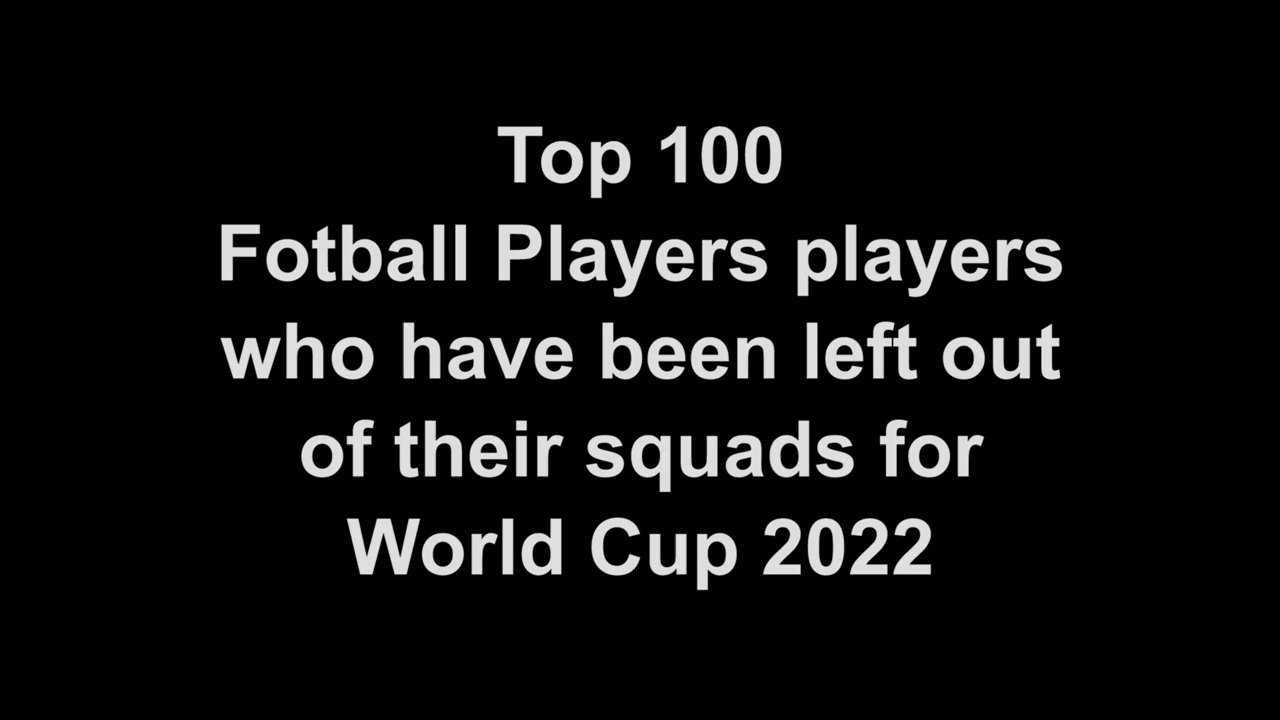 Top 100
Fotball Players players
who have been left out
of their squads for
World Cup 2022